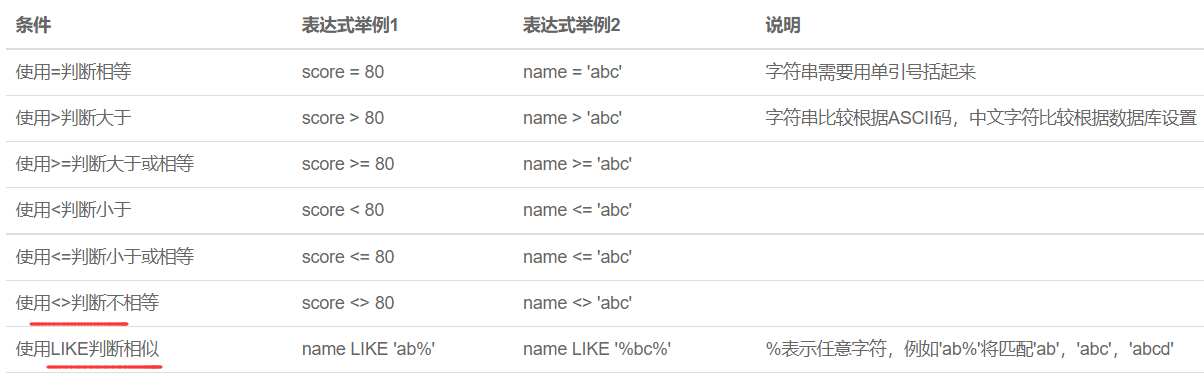 条件 表达式举例1 表达式举例2 说明
使用=判断相等 score = 80 name = 'abc' 字符串需要用单引号括起来
使用>判断大于 score > 80 name > 'abc' 字符串比较根据ASCII码，中文字符比较根据数据库设置
使用>=判断大于或相等 score >= 80 name >= 'abc'
使用<判断小于 score < 80 name <= 'abc'
使用<=判断小于或相等 score <= 80 name <= 'abc'
使用<>判断不相等 score <> 80 name <> 'abc'
使用LIKE判断相似 name LIKE 'ab%' name LIKE '%bc%' %表示任意字符，例如'ab%'将匹配'ab'，'abc'，'abcd'